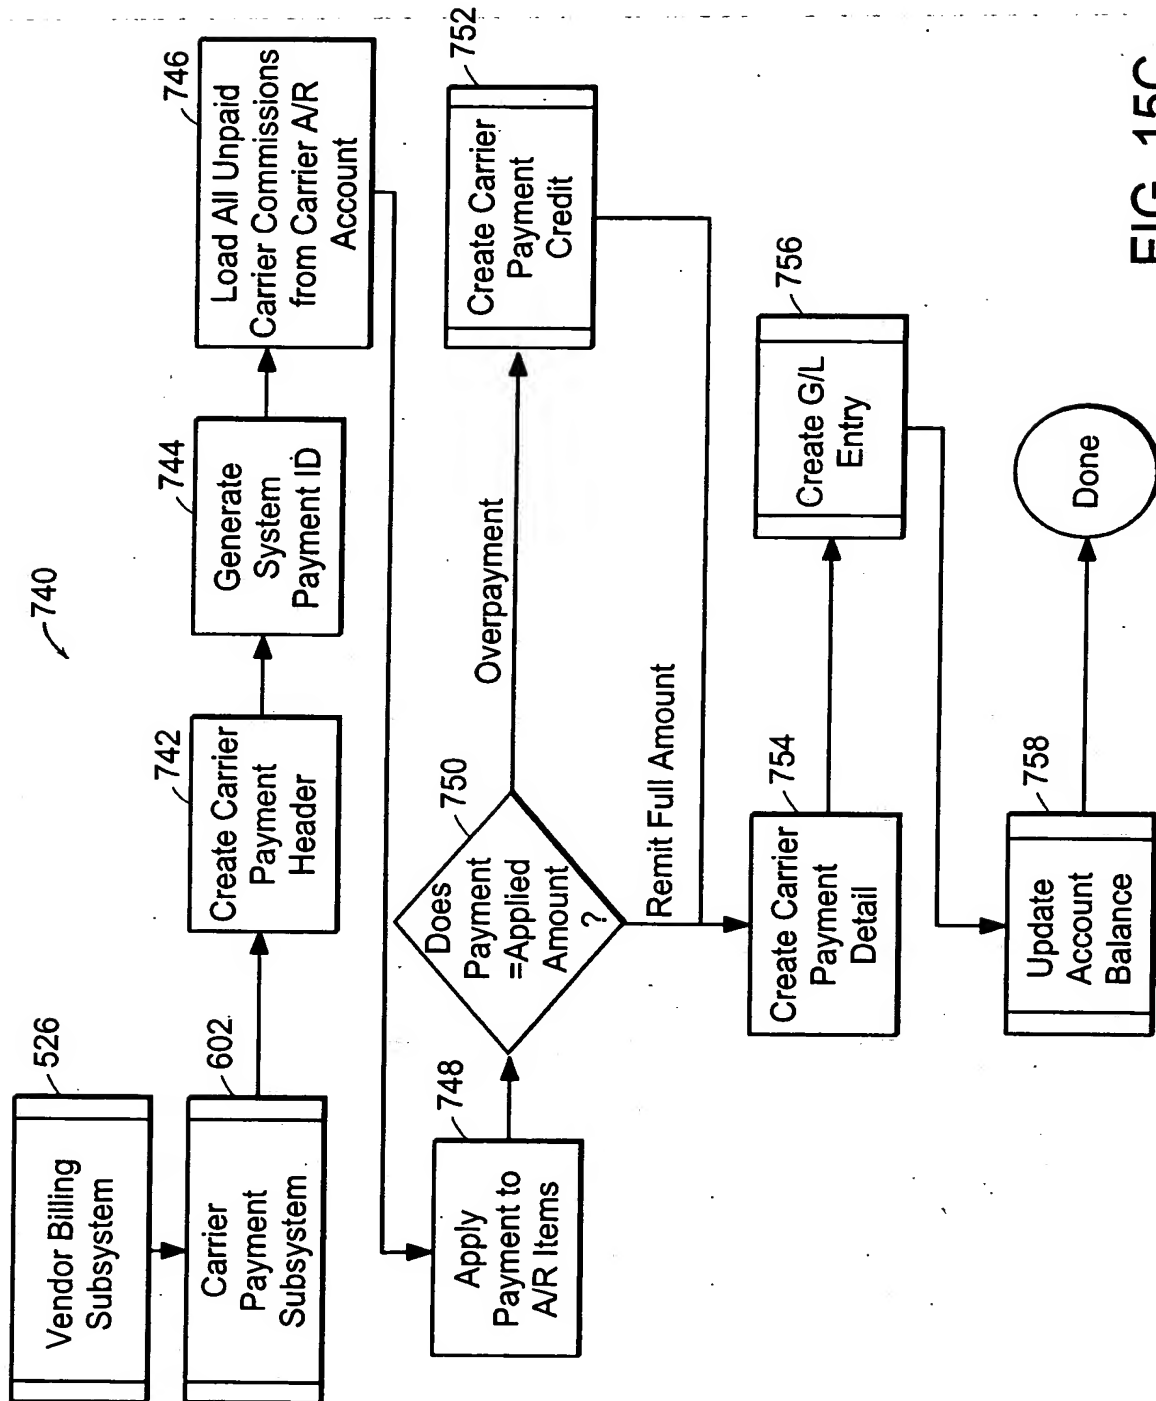 740
526
Vendor Billing
Subsystem
602
Carrier
Payment
Subsystem
742
Create Carrier
Payment
Header
744
Generate
System
Payment ID
746
Load All Unpaid
Carrier Commissions
from Carrier A/R
Account
748
Apply
Payment to
A/R Items
750
Does
Payment
=Applied
Amount
?
Overpayment
752
Create Carrier
Payment
Credit
Remit Full Amount
754
Create Carrier
Payment
Detail
756
Create G/L
Entry
758
Update
Account
Balance
Done
FIG. 15C